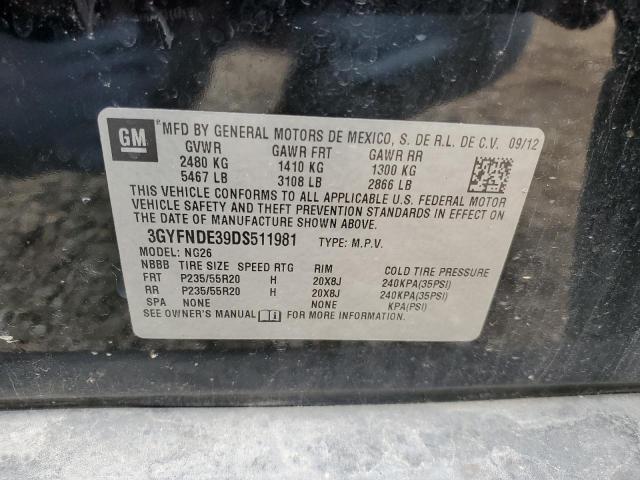 GM
MFD BY GENERAL MOTORS DE MEXICO, S. DE R.L. DE C.V. 09/12
GVWR GAWR FRT GAWR RR
2480 KG 1410 KG 1300 KG
5467 LB 3108 LB 2866 LB
THIS VEHICLE CONFORMS TO ALL APPLICABLE U.S. FEDERAL MOTOR
VEHICLE SAFETY AND THEFT PREVENTION STANDARDS IN EFFECT ON
THE DATE OF MANUFACTURE SHOWN ABOVE.
3GYFNDE39DS511981 TYPE: M.P.V.
MODEL: NG26
NBBB TIRE SIZE SPEED RTG RIM COLD TIRE PRESSURE
FRT P235/55R20 H 20X8J 240KPA(35PSI)
RR P235/55R20 H 20X8J 240KPA(35PSI)
SPA NONE NONE KPA(PSI)
SEE OWNER'S MANUAL FOR MORE INFORMATION.